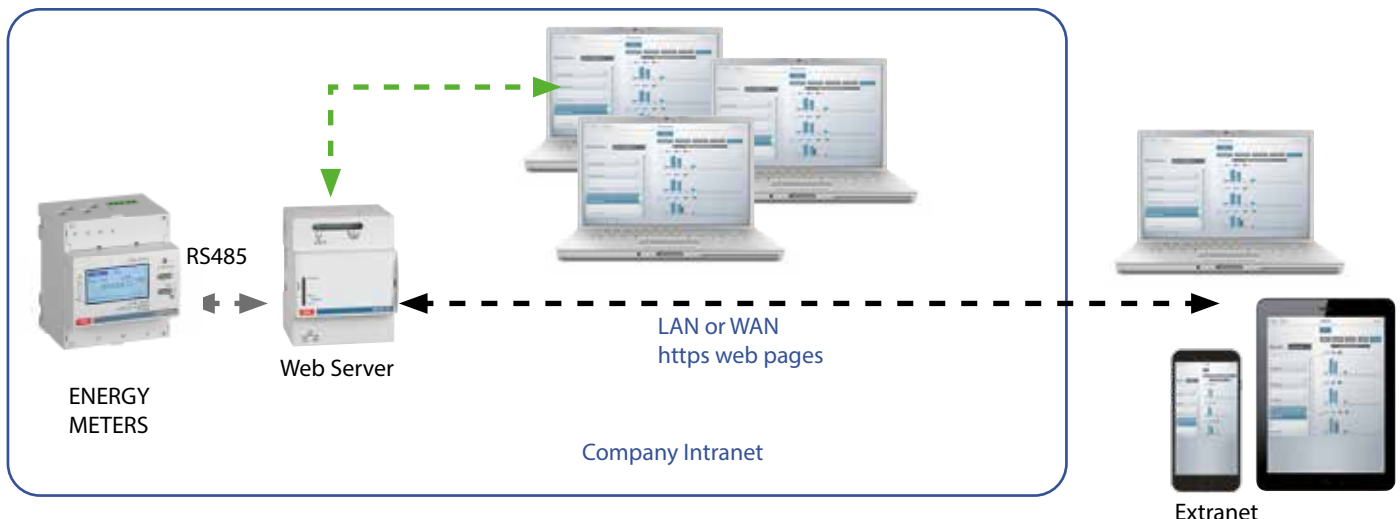 RS485
Web Server
ENERGY
METERS
LAN or WAN
https web pages
Company Intranet
Extranet